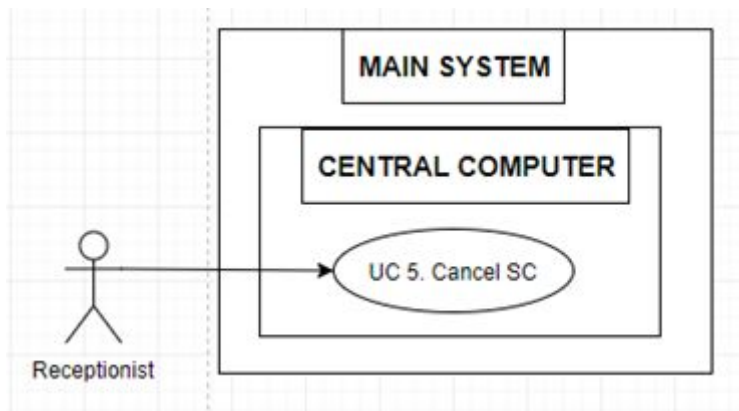 MAIN SYSTEM
CENTRAL COMPUTER
UC 5. Cancel SC
Receptionist